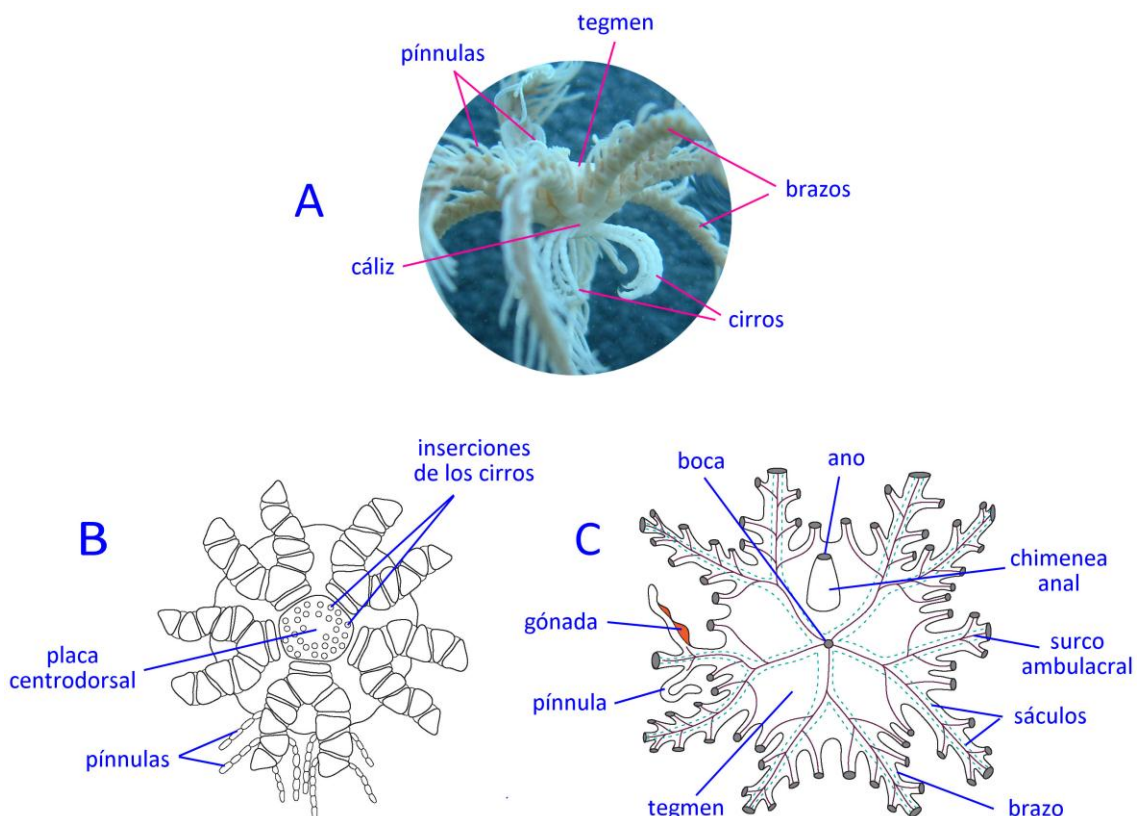 tegmen
pínnulas
A
brazos
cáliz
cirros
inserciones
de los cirros
boca
ano
B
C
chimenea
anal
gónada
surco
ambulacral
placa
centrodorsal
pínnula
sáculos
pínnulas
tegmen
brazo